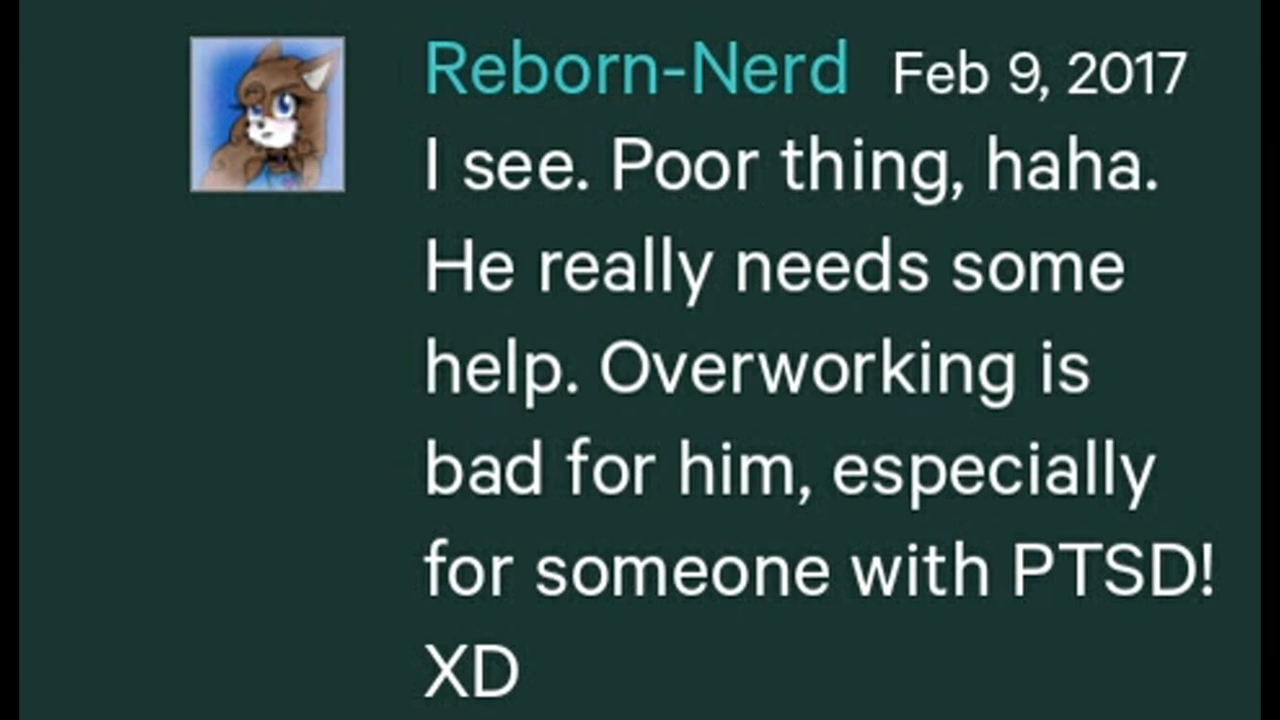 Reborn-Nerd Feb 9, 2017
I see. Poor thing, haha.
He really needs some
help. Overworking is
bad for him, especially
for someone with PTSD!
XD